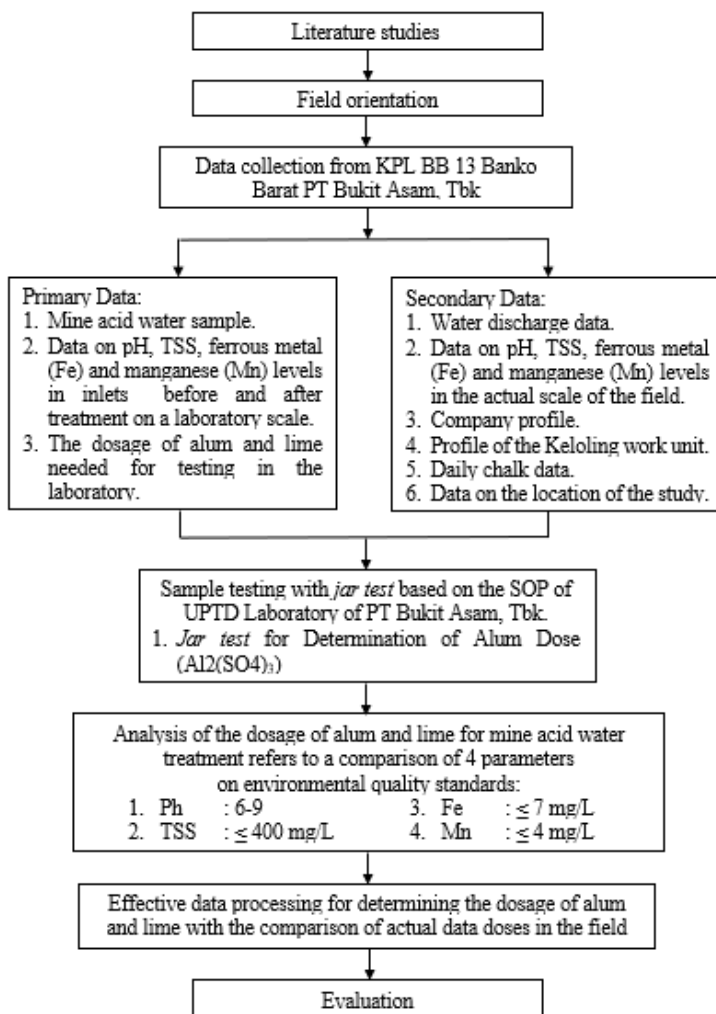 Literature studies
Field orientation
Data collection from KPL BB 13 Banko
Barat PT Bukit Asam, Tbk
Primary Data:
1. Mine acid water sample.
2. Data on pH, TSS, ferrous metal
(Fe) and manganese (Mn) levels
in inlets before and after
treatment on a laboratory scale.
3. The dosage of alum and lime
needed for testing in the
laboratory.
Secondary Data:
1. Water discharge data.
2. Data on pH, TSS, ferrous metal
(Fe) and manganese (Mn) levels
in the actual scale of the field.
3. Company profile.
4. Profile of the Keloling work unit.
5. Daily chalk data.
6. Data on the location of the study.
Sample testing with jar test based on the SOP of
UPTD Laboratory of PT Bukit Asam, Tbk.
1. Jar test for Determination of Alum Dose
(Al2(SO4)₃)
Analysis of the dosage of alum and lime for mine acid water
treatment refers to a comparison of 4 parameters
on environmental quality standards:
1. Ph : 6-9 3. Fe : ≤ 7 mg/L
2. TSS : ≤ 400 mg/L 4. Mn : ≤ 4 mg/L
Effective data processing for determining the dosage of alum
and lime with the comparison of actual data doses in the field
Evaluation